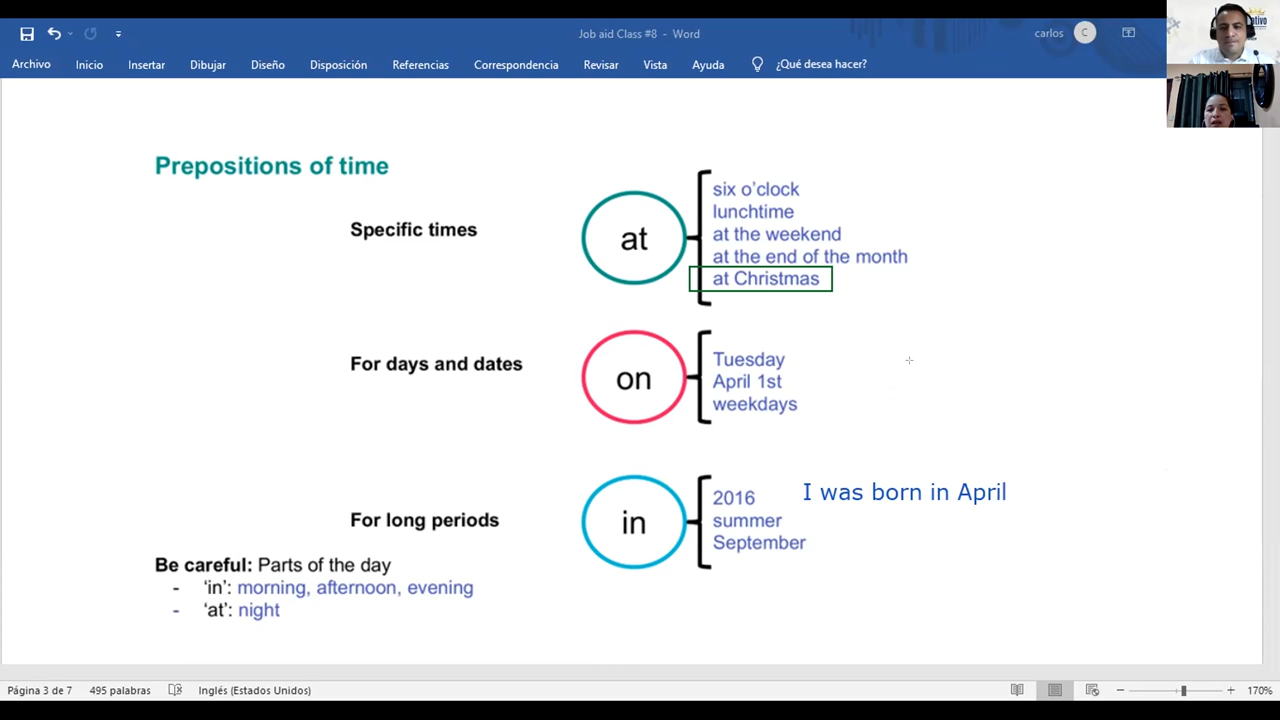 Job aid Class #8 - Word
carlos
C
Archivo Inicio Insertar Dibujar Diseño Disposición Referencias Correspondencia Revisar Vista Ayuda ¿Qué desea hacer?
Prepositions of time
Specific times
at
six o'clock
lunchtime
at the weekend
at the end of the month
at Christmas
For days and dates
on
Tuesday
April 1st
weekdays
For long periods
in
2016
summer
September
I was born in April
Be careful: Parts of the day
- 'in': morning, afternoon, evening
- 'at': night
Página 3 de 7 495 palabras Inglés (Estados Unidos) 170%